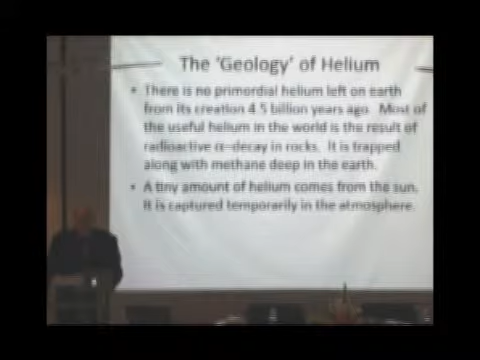 The 'Geology' of Helium
• There is no primordial helium left on earth
from its creation 4.5 billion years ago. Most of
the useful helium in the world is the result of
radioactive α-decay in rocks. It is trapped
along with methane deep in the earth.
• A tiny amount of helium comes from the sun.
It is captured temporarily in the atmosphere.